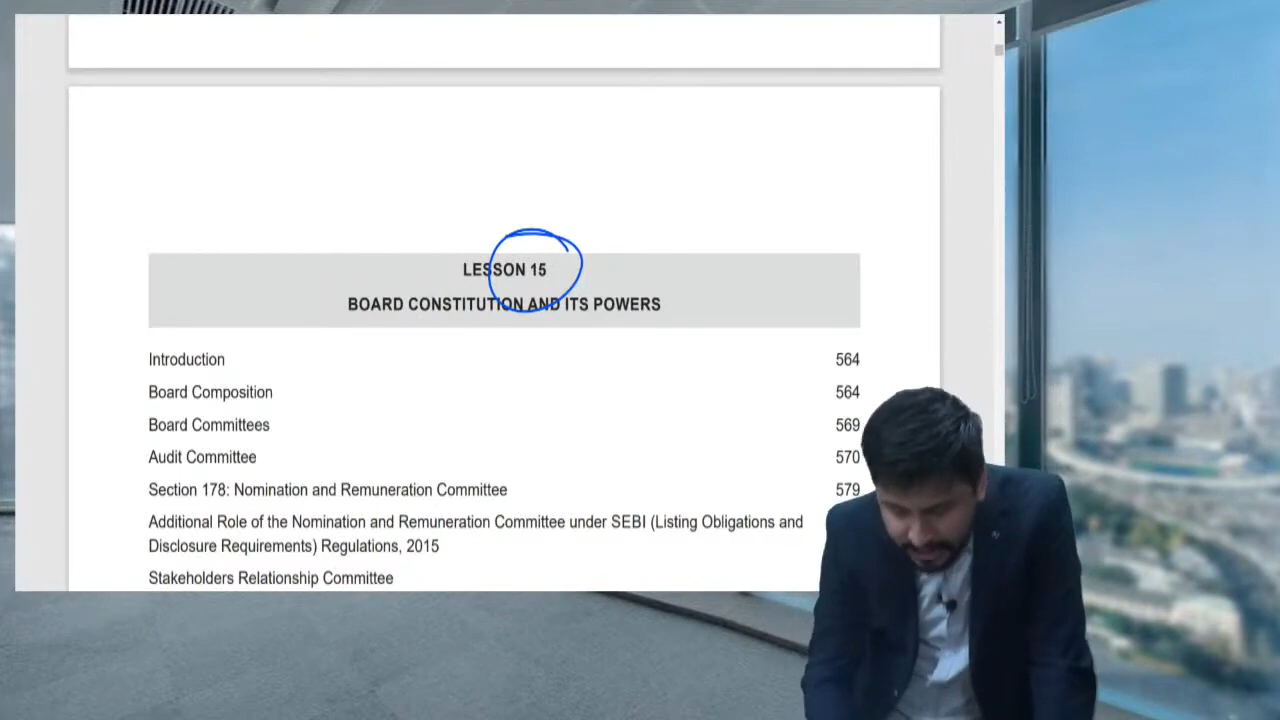 LESSON 15
BOARD CONSTITUTION AND ITS POWERS
Introduction 564
Board Composition 564
Board Committees 569
Audit Committee 570
Section 178: Nomination and Remuneration Committee 579
Additional Role of the Nomination and Remuneration Committee under SEBI (Listing Obligations and
Disclosure Requirements) Regulations, 2015
Stakeholders Relationship Committee